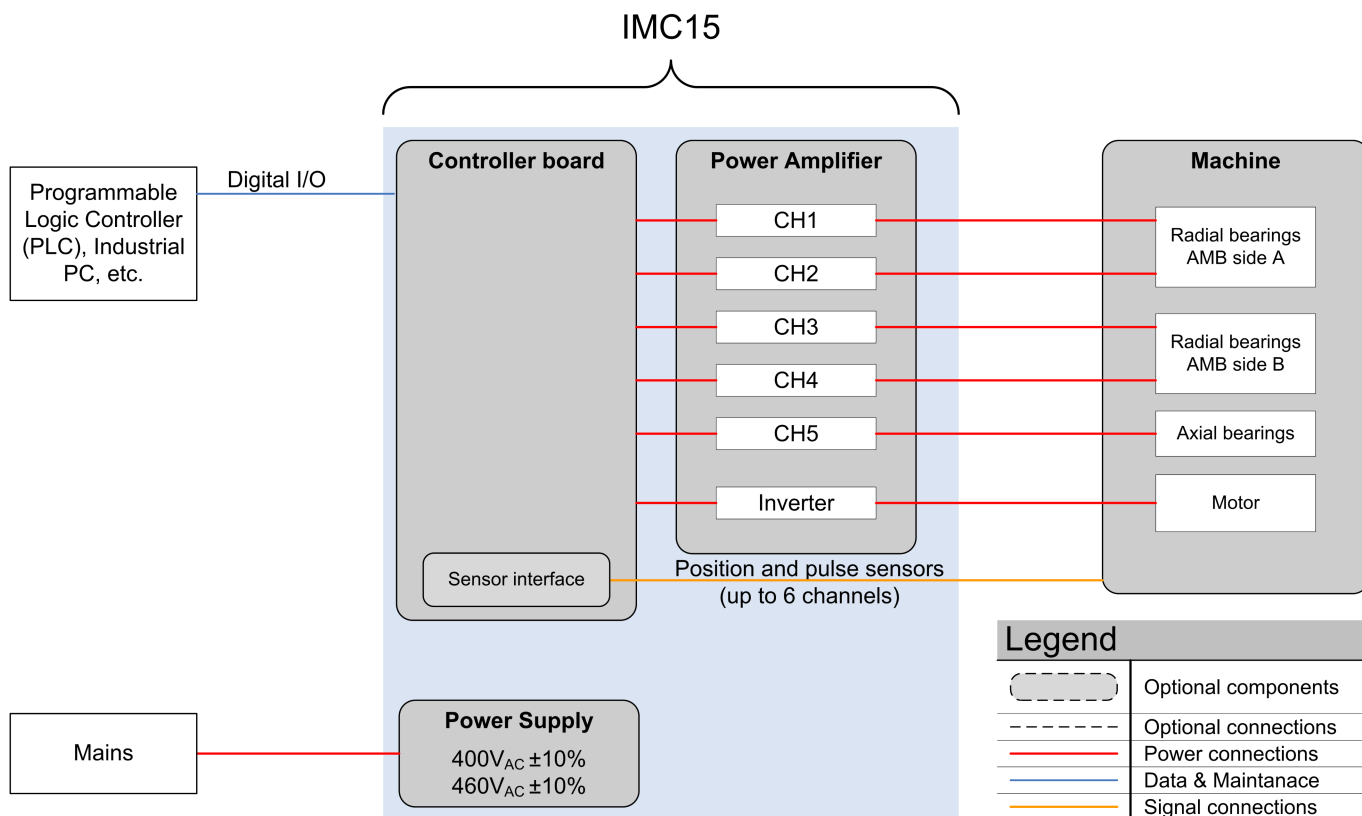 IMC15
Controller board
Power Amplifier
Machine
Programmable
Logic Controller
(PLC), Industrial
PC, etc.
Digital I/O
CH1
CH2
CH3
CH4
CH5
Inverter
Radial bearings
AMB side A
Radial bearings
AMB side B
Axial bearings
Motor
Sensor interface
Position and pulse sensors
(up to 6 channels)
Mains
Power Supply
400VAC ±10%
460VAC ±10%
Legend
Optional components
Optional connections
Power connections
Data & Maintanace
Signal connections